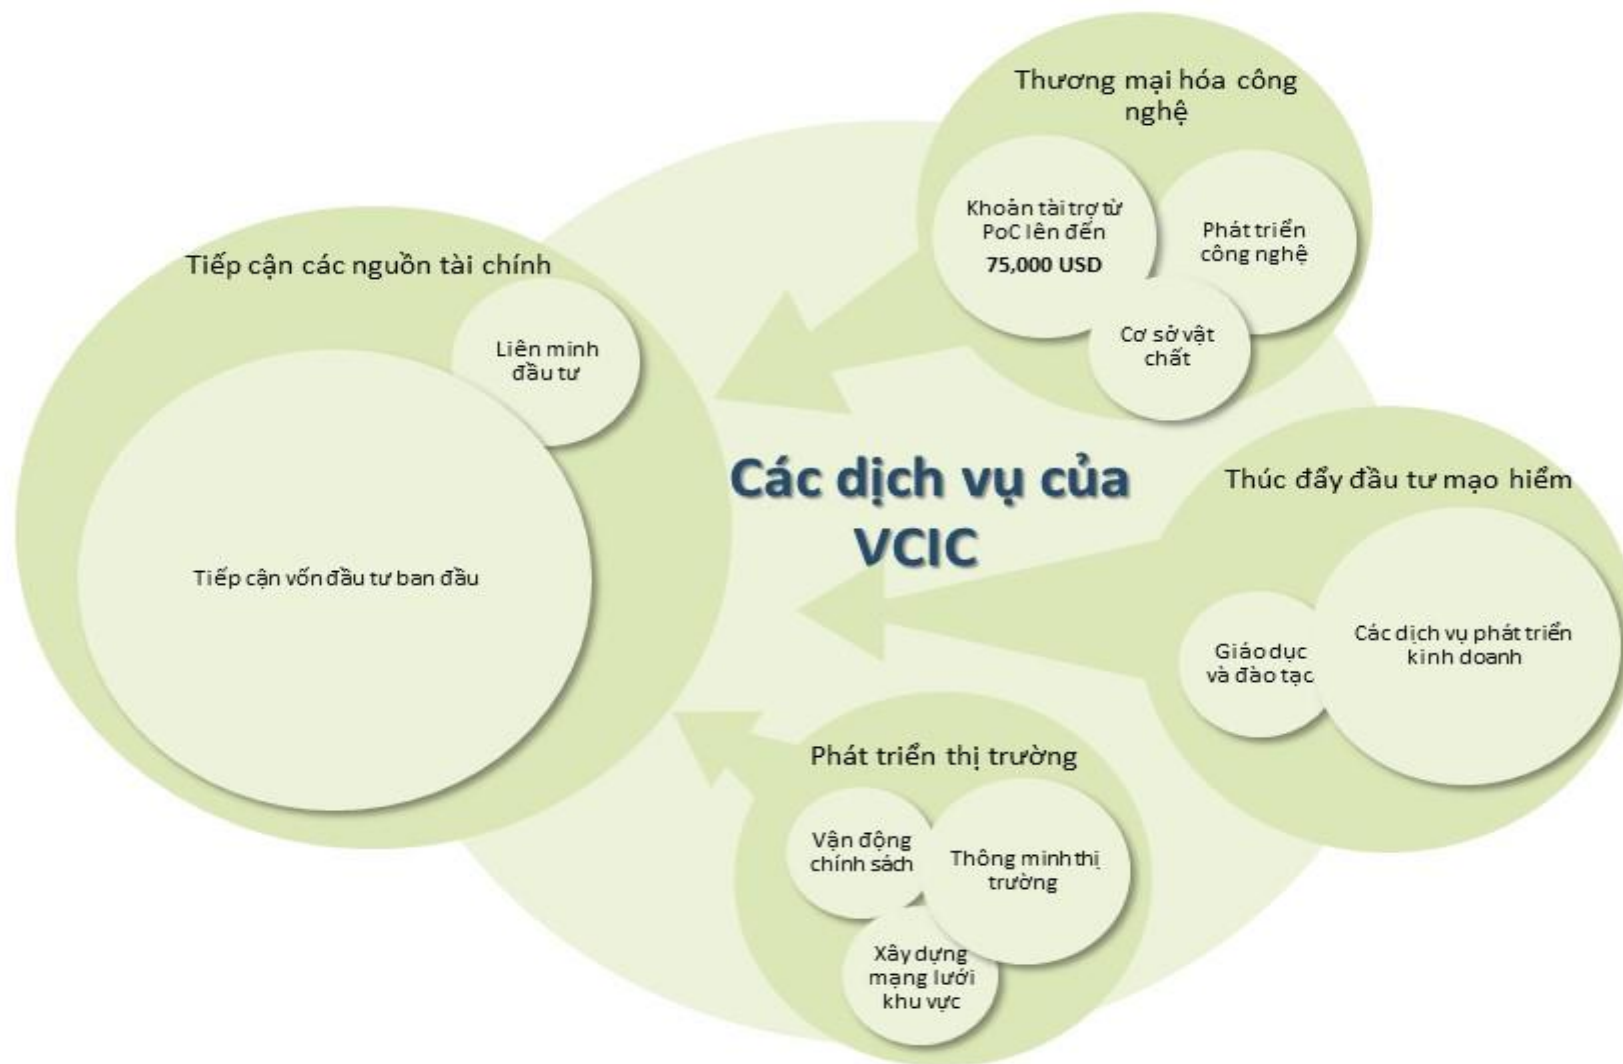 Thương mại hóa công
nghệ
Khoản tài trợ từ
PoC lên đến
75,000 USD
Phát triển
công nghệ
Cơ sở vật
chất
Tiếp cận các nguồn tài chính
Liên minh
đầu tư
Tiếp cận vốn đầu tư ban đầu
Các dịch vụ của
VCIC
Thúc đẩy đầu tư mạo hiểm
Giáo dục
và đào tạc
Các dịch vụ phát triển
kinh doanh
Phát triển thị trường
Vận động
chính sách
Thông minh thị
trường
Xây dựng
mạng lưới
khu vực